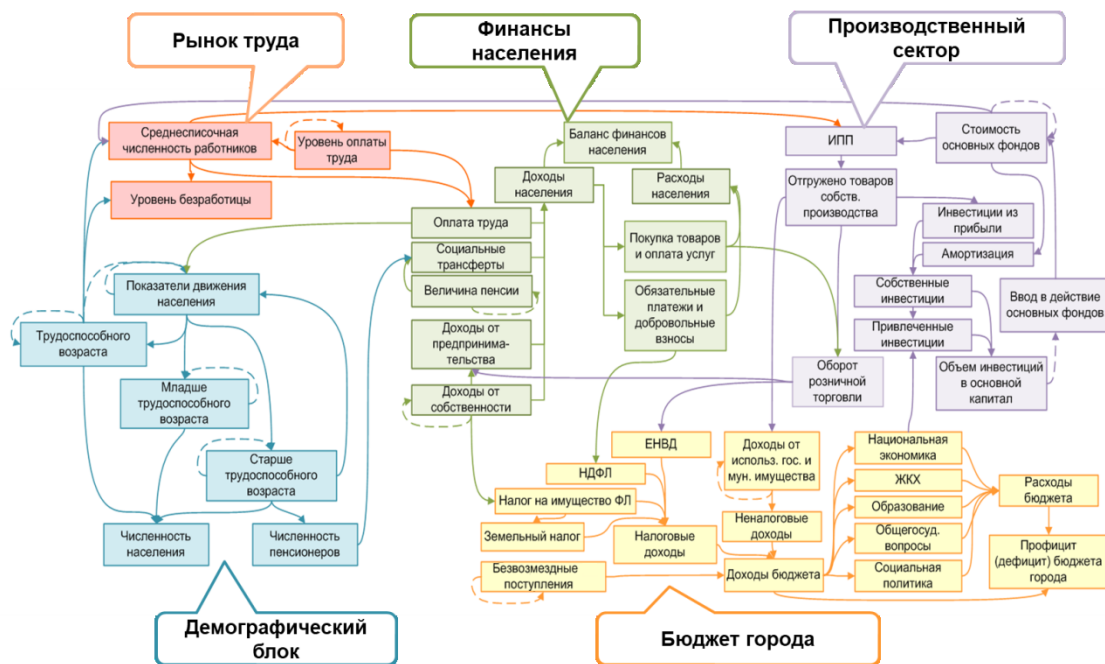 Рынок труда
Финансы
населения
Производственный
сектор
Среднесписочная
численность работников
Уровень оплаты
труда
Уровень безработицы
Баланс финансов
населения
Доходы
населения
Расходы
населения
Оплата труда
Социальные
трансферты
Величина пенсии
Доходы от
предпринима-
тельства
Доходы от
собственности
Покупка товаров
и оплата услуг
Обязательные
платежи и
добровольные
взносы
ИПП
Стоимость
основных фондов
Отгружено товаров
собств.
производства
Инвестиции из
прибыли
Амортизация
Собственные
инвестиции
Привлеченные
инвестиции
Ввод в действие
основных фондов
Объем инвестиций
в основной
капитал
Оборот
розничной
торговли
Показатели движения
населения
Трудоспособного
возраста
Младше
трудоспособного
возраста
Старше
трудоспособного
возраста
Численность
населения
Численность
пенсионеров
ЕНВД
НДФЛ
Налог на имущество ФЛ
Земельный налог
Налоговые
доходы
Безвозмездные
поступления
Доходы от
использ. гос. и
мун. имущества
Неналоговые
доходы
Доходы бюджета
Национальная
экономика
ЖКХ
Образование
Общегосуд.
вопросы
Социальная
политика
Расходы
бюджета
Профицит
(дефицит) бюджета
города
Демографический
блок
Бюджет города